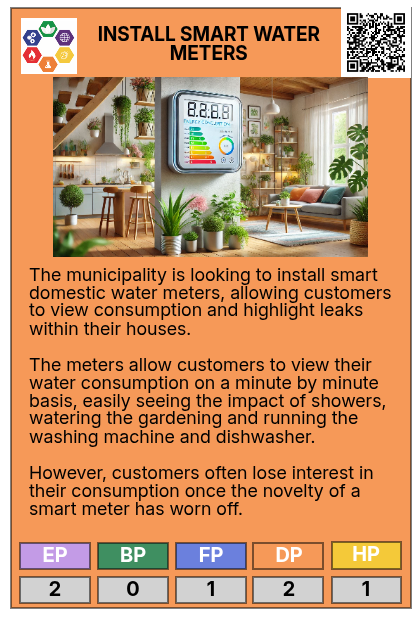 INSTALL SMART WATER
METERS
The municipality is looking to install smart
domestic water meters, allowing customers
to view consumption and highlight leaks
within their houses.
The meters allow customers to view their
water consumption on a minute by minute
basis, easily seeing the impact of showers,
watering the gardening and running the
washing machine and dishwasher.
However, customers often lose interest in
their consumption once the novelty of a
smart meter has worn off.
EP BP FP DP HP
2 0 1 2 1